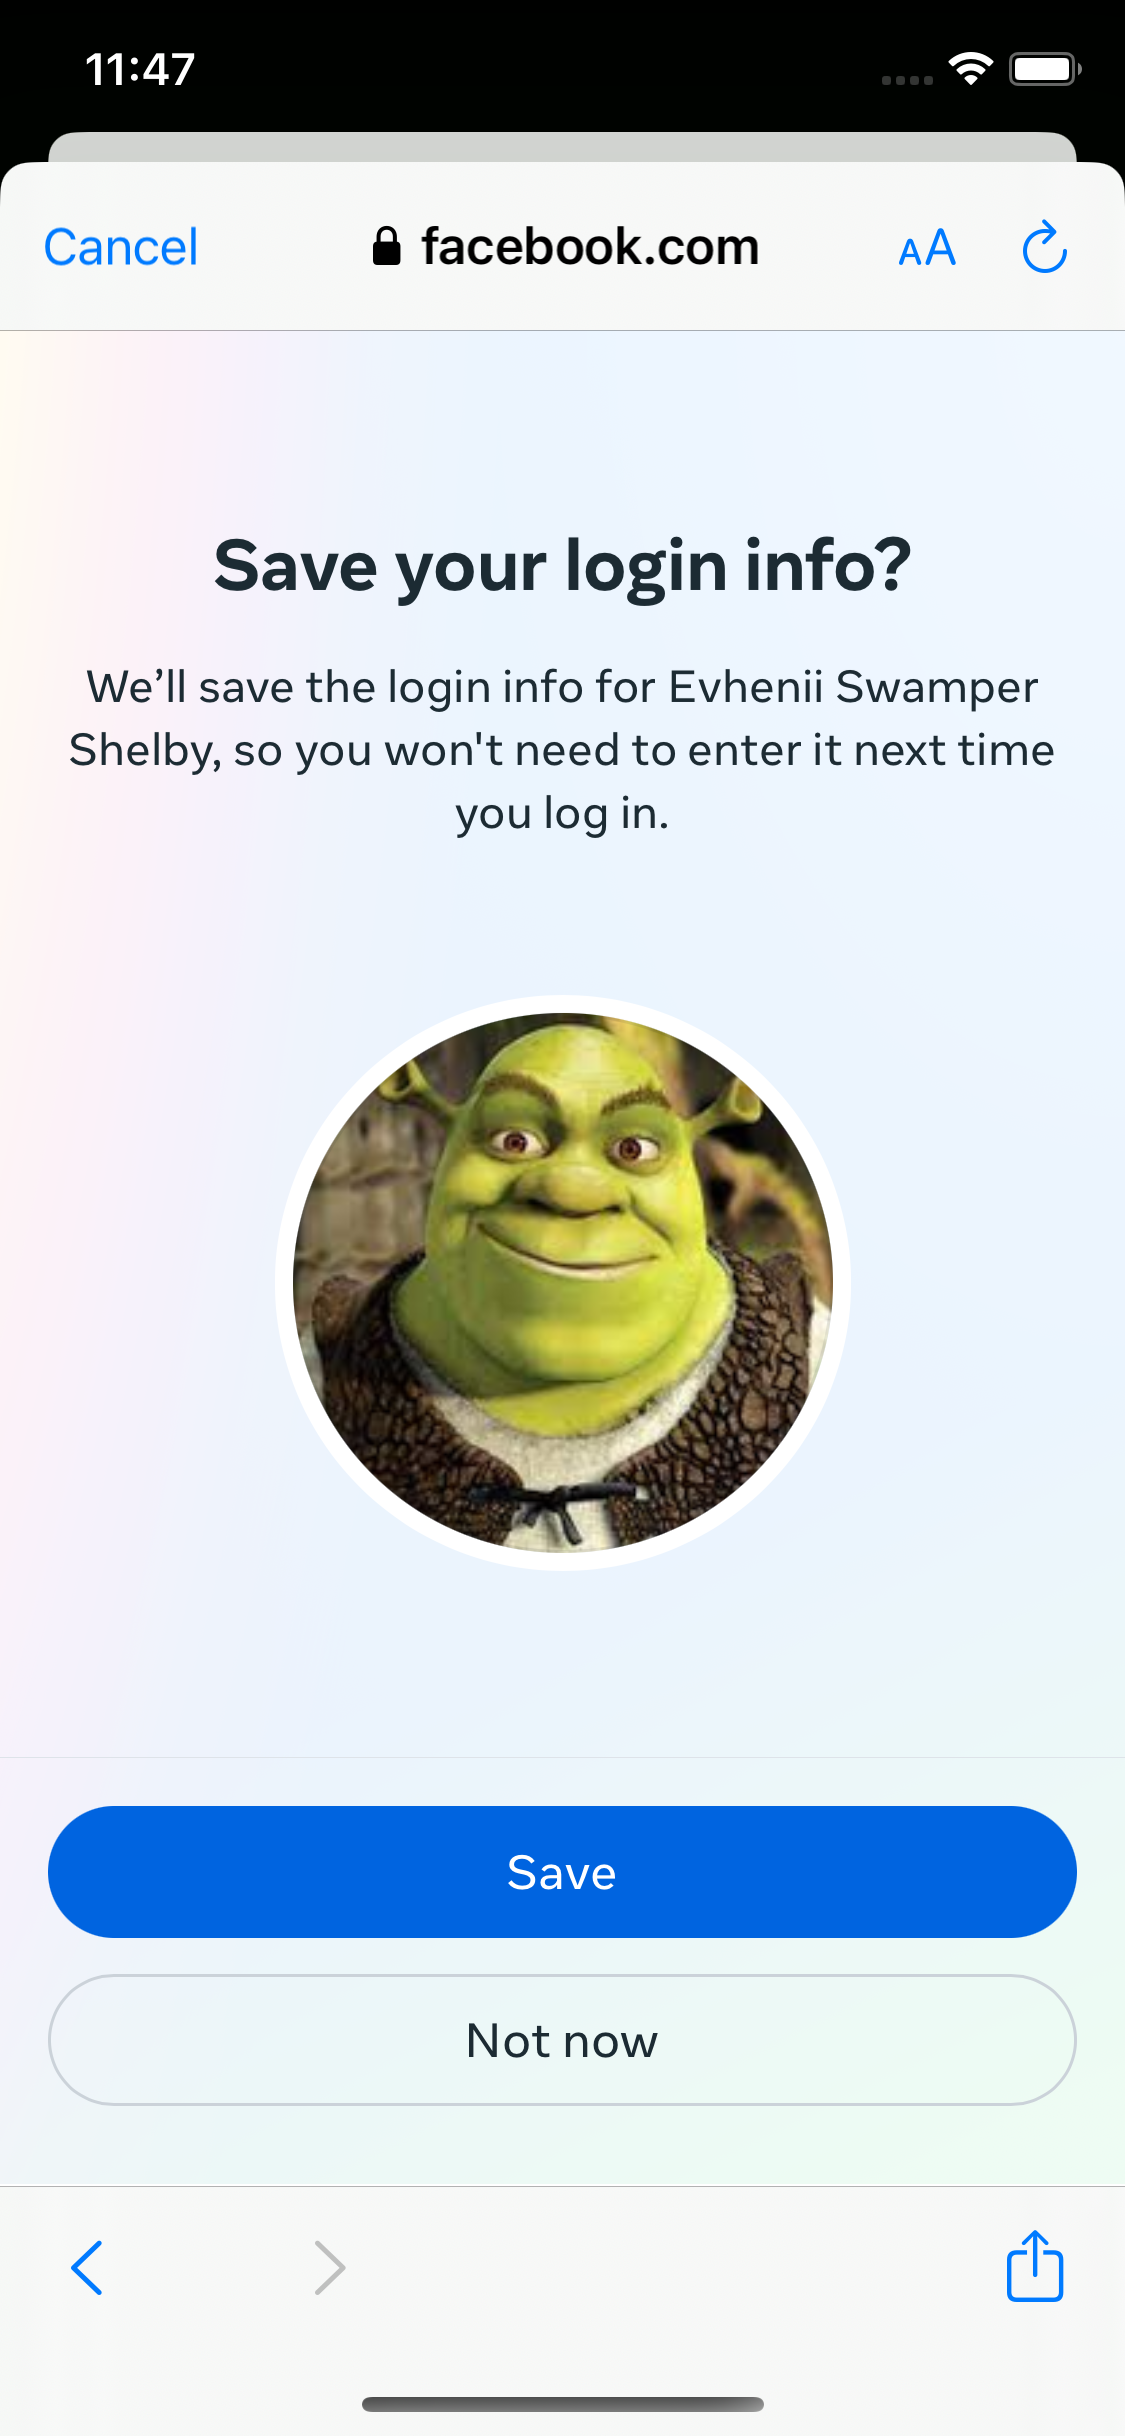 11:47
Cancel
facebook.com
AA
Save your login info?
We’ll save the login info for Evhenii Swamper
Shelby, so you won't need to enter it next time
you log in.
Save
Not now